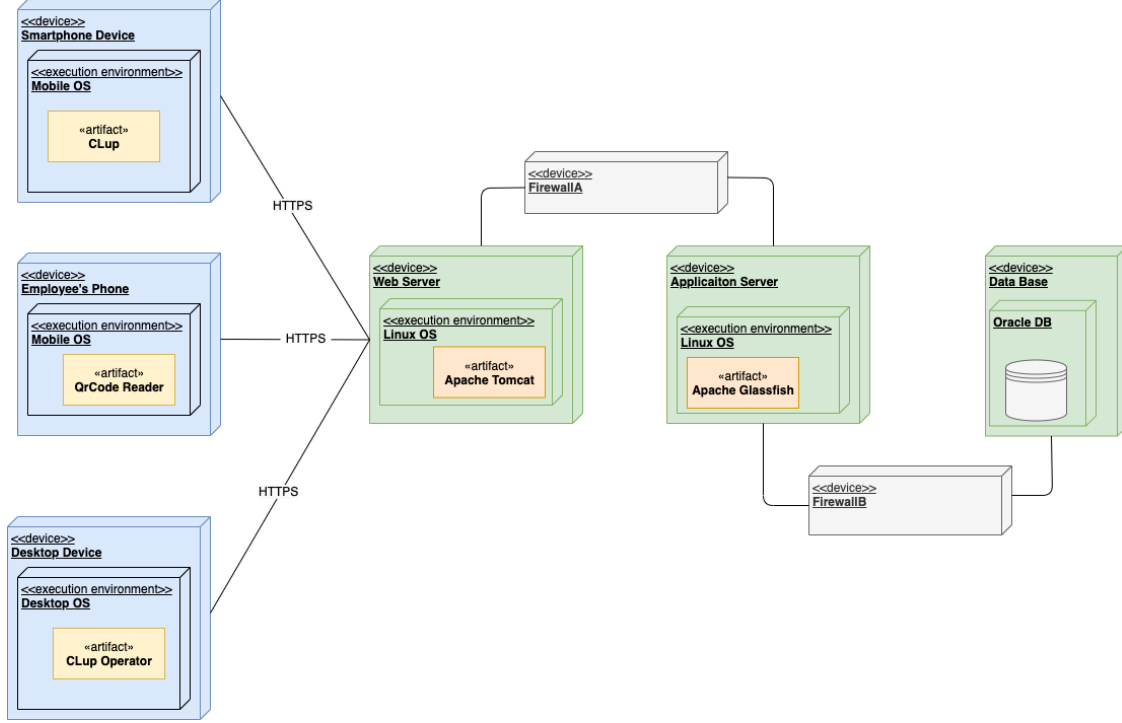 <<device>>
Smartphone Device
<<execution environment>>
Mobile OS
«artifact»
CLup
HTTPS
<<device>>
Employee's Phone
<<execution environment>>
Mobile OS
«artifact»
QrCode Reader
HTTPS
<<device>>
Desktop Device
<<execution environment>>
Desktop OS
«artifact»
CLup Operator
HTTPS
<<device>>
Web Server
<<execution environment>>
Linux OS
«artifact»
Apache Tomcat
<<device>>
FirewallA
<<device>>
Applicaiton Server
<<execution environment>>
Linux OS
«artifact»
Apache Glassfish
<<device>>
FirewallB
<<device>>
Data Base
Oracle DB